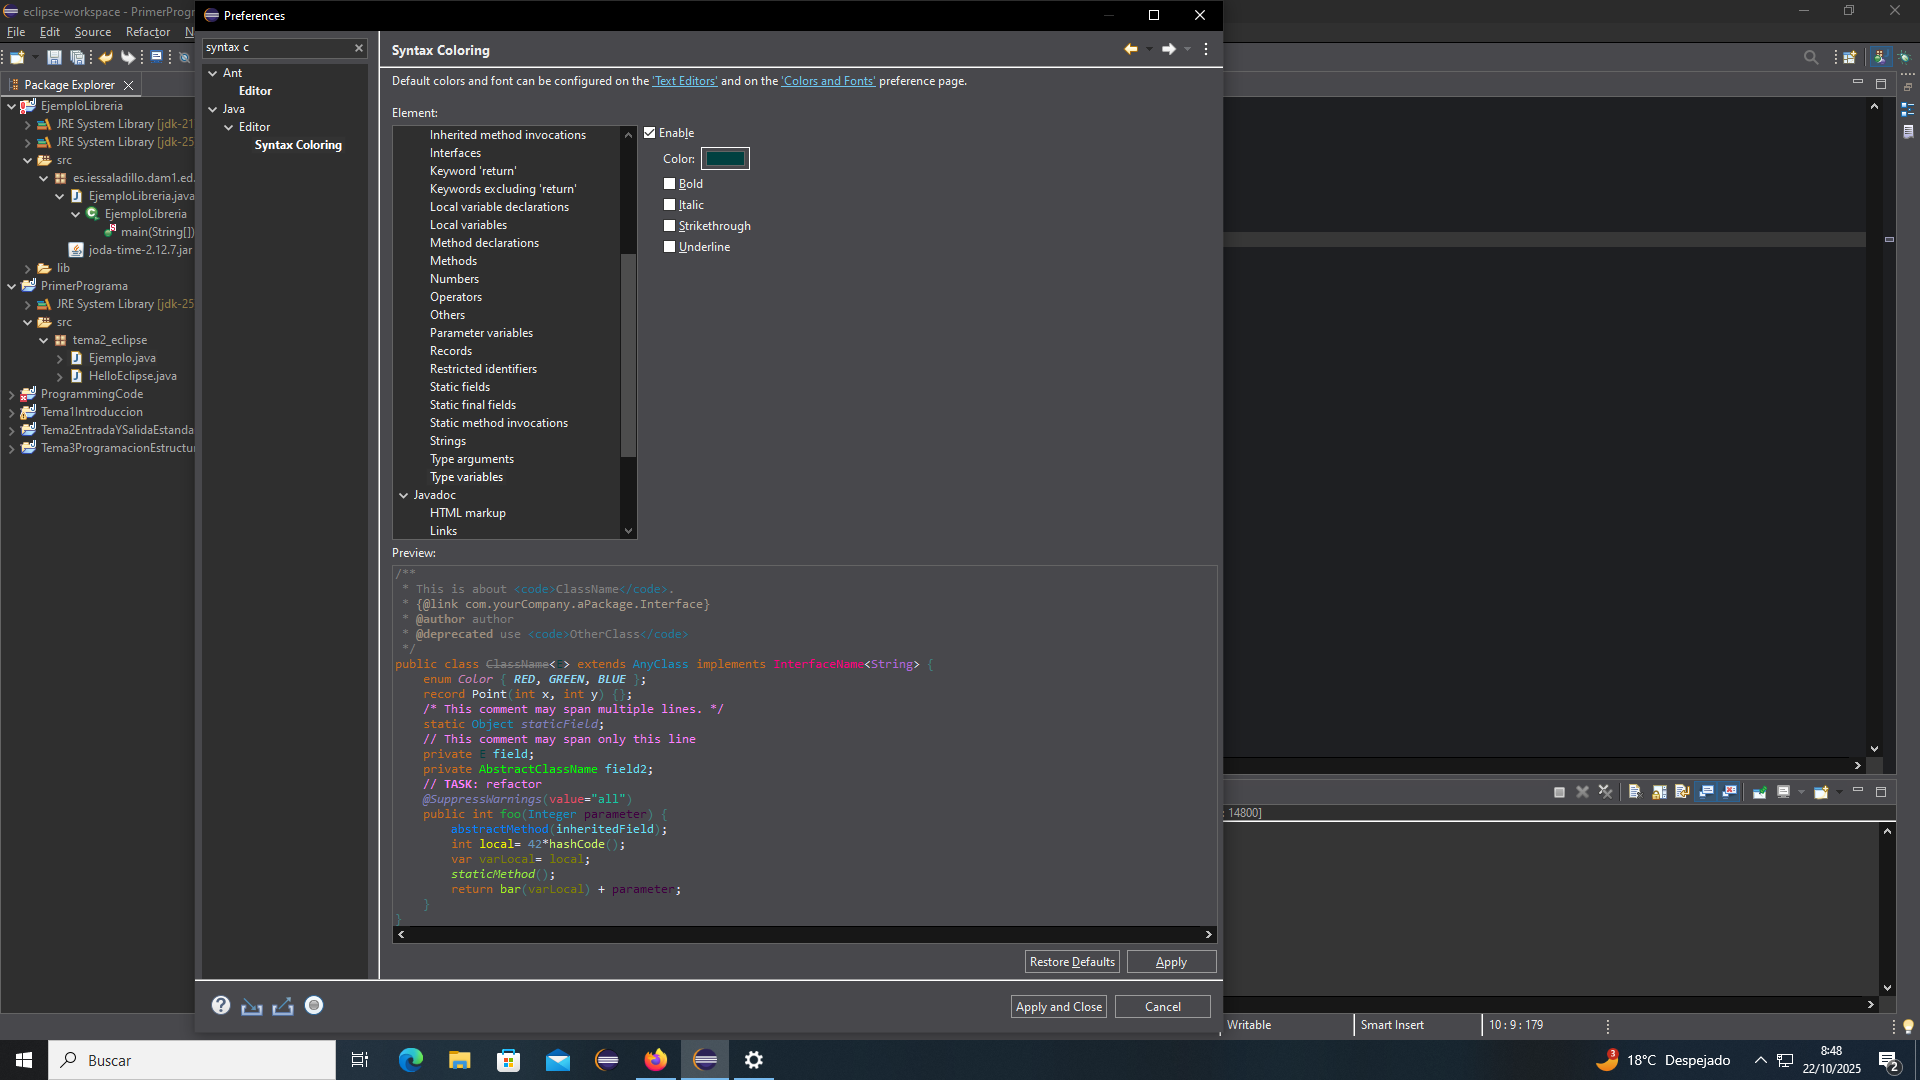 eclipse-workspace - PrimerProgr
Preferences
File Edit Source Refactor N
syntax c
Package Explorer
EjemploLibreria
JRE System Library [jdk-21
JRE System Library [jdk-25
src
es.iessaladillo.dam1.ed.
EjemploLibreria.java
EjemploLibreria
main(String[])
joda-time-2.12.7.jar
lib
PrimerPrograma
JRE System Library [jdk-25
src
tema2_eclipse
Ejemplo.java
HelloEclipse.java
ProgrammingCode
Tema1Introduccion
Tema2EntradaYSalidaEstanda
Tema3ProgramacionEstructur
Ant
Editor
Java
Editor
Syntax Coloring
Syntax Coloring
Default colors and font can be configured on the 'Text Editors' and on the 'Colors and Fonts' preference page.
Element:
Inherited method invocations
Interfaces
Keyword 'return'
Keywords excluding 'return'
Local variable declarations
Local variables
Method declarations
Methods
Numbers
Operators
Others
Parameter variables
Records
Restricted identifiers
Static fields
Static final fields
Static method invocations
Strings
Type arguments
Type variables
Javadoc
HTML markup
Links
Enable
Color:
Bold
Italic
Strikethrough
Underline
Preview:
/**
* This is about <code>ClassName</code>.
* {@link com.yourCompany.aPackage.Interface}
* @author author
* @deprecated use <code>OtherClass</code>
*/
public class ClassName<E> extends AnyClass implements InterfaceName<String> {
enum Color { RED, GREEN, BLUE };
record Point(int x, int y) {};
/* This comment may span multiple lines. */
static Object staticField;
// This comment may span only this line
private E field;
private AbstractClassName field2;
// TASK: refactor
@SuppressWarnings(value="all")
public int foo(Integer parameter) {
abstractMethod(inheritedField);
int local= 42*hashCode();
var varLocal= local;
staticMethod();
return bar(varLocal) + parameter;
}
}
Restore Defaults
Apply
Apply and Close
Cancel
: 14800]
Writable
Smart Insert
10 : 9 : 179
Buscar
3
18°C Despejado
8:48
22/10/2025
2